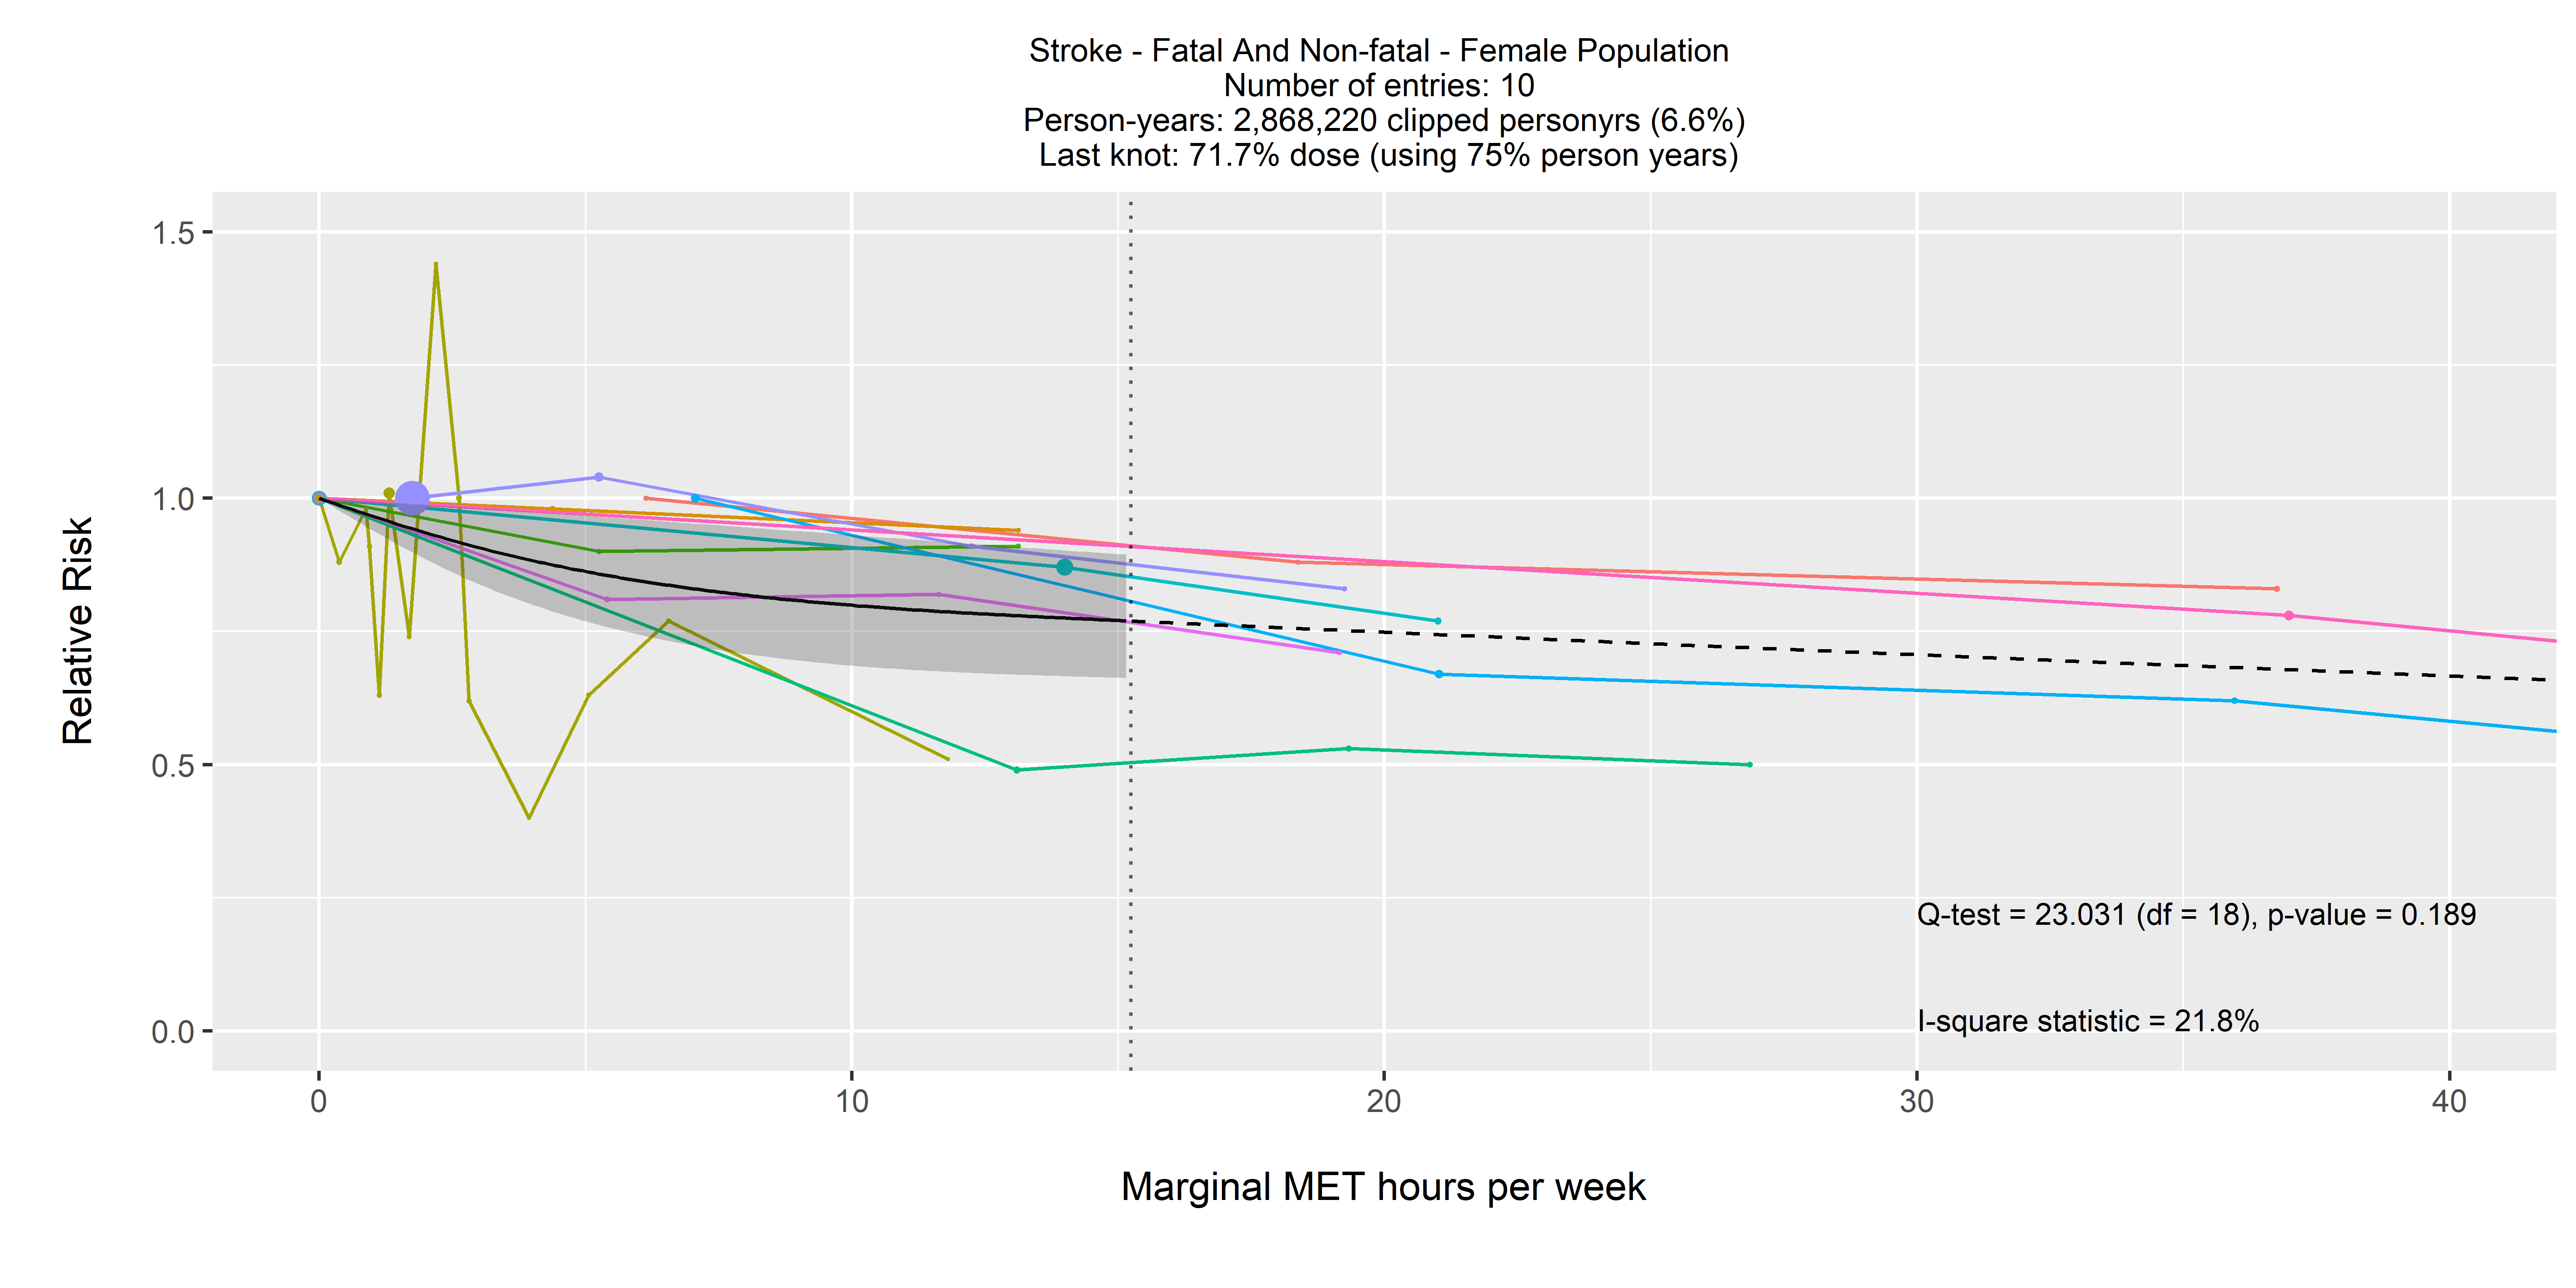 Stroke - Fatal And Non-fatal - Female Population
Number of entries: 10
Person-years: 2,868,220 clipped personyrs (6.6%)
Last knot: 71.7% dose (using 75% person years)
Relative Risk
1.5
1.0
0.5
0.0
Q-test = 23.031 (df = 18), p-value = 0.189
I-square statistic = 21.8%
0 10 20 30 40
Marginal MET hours per week